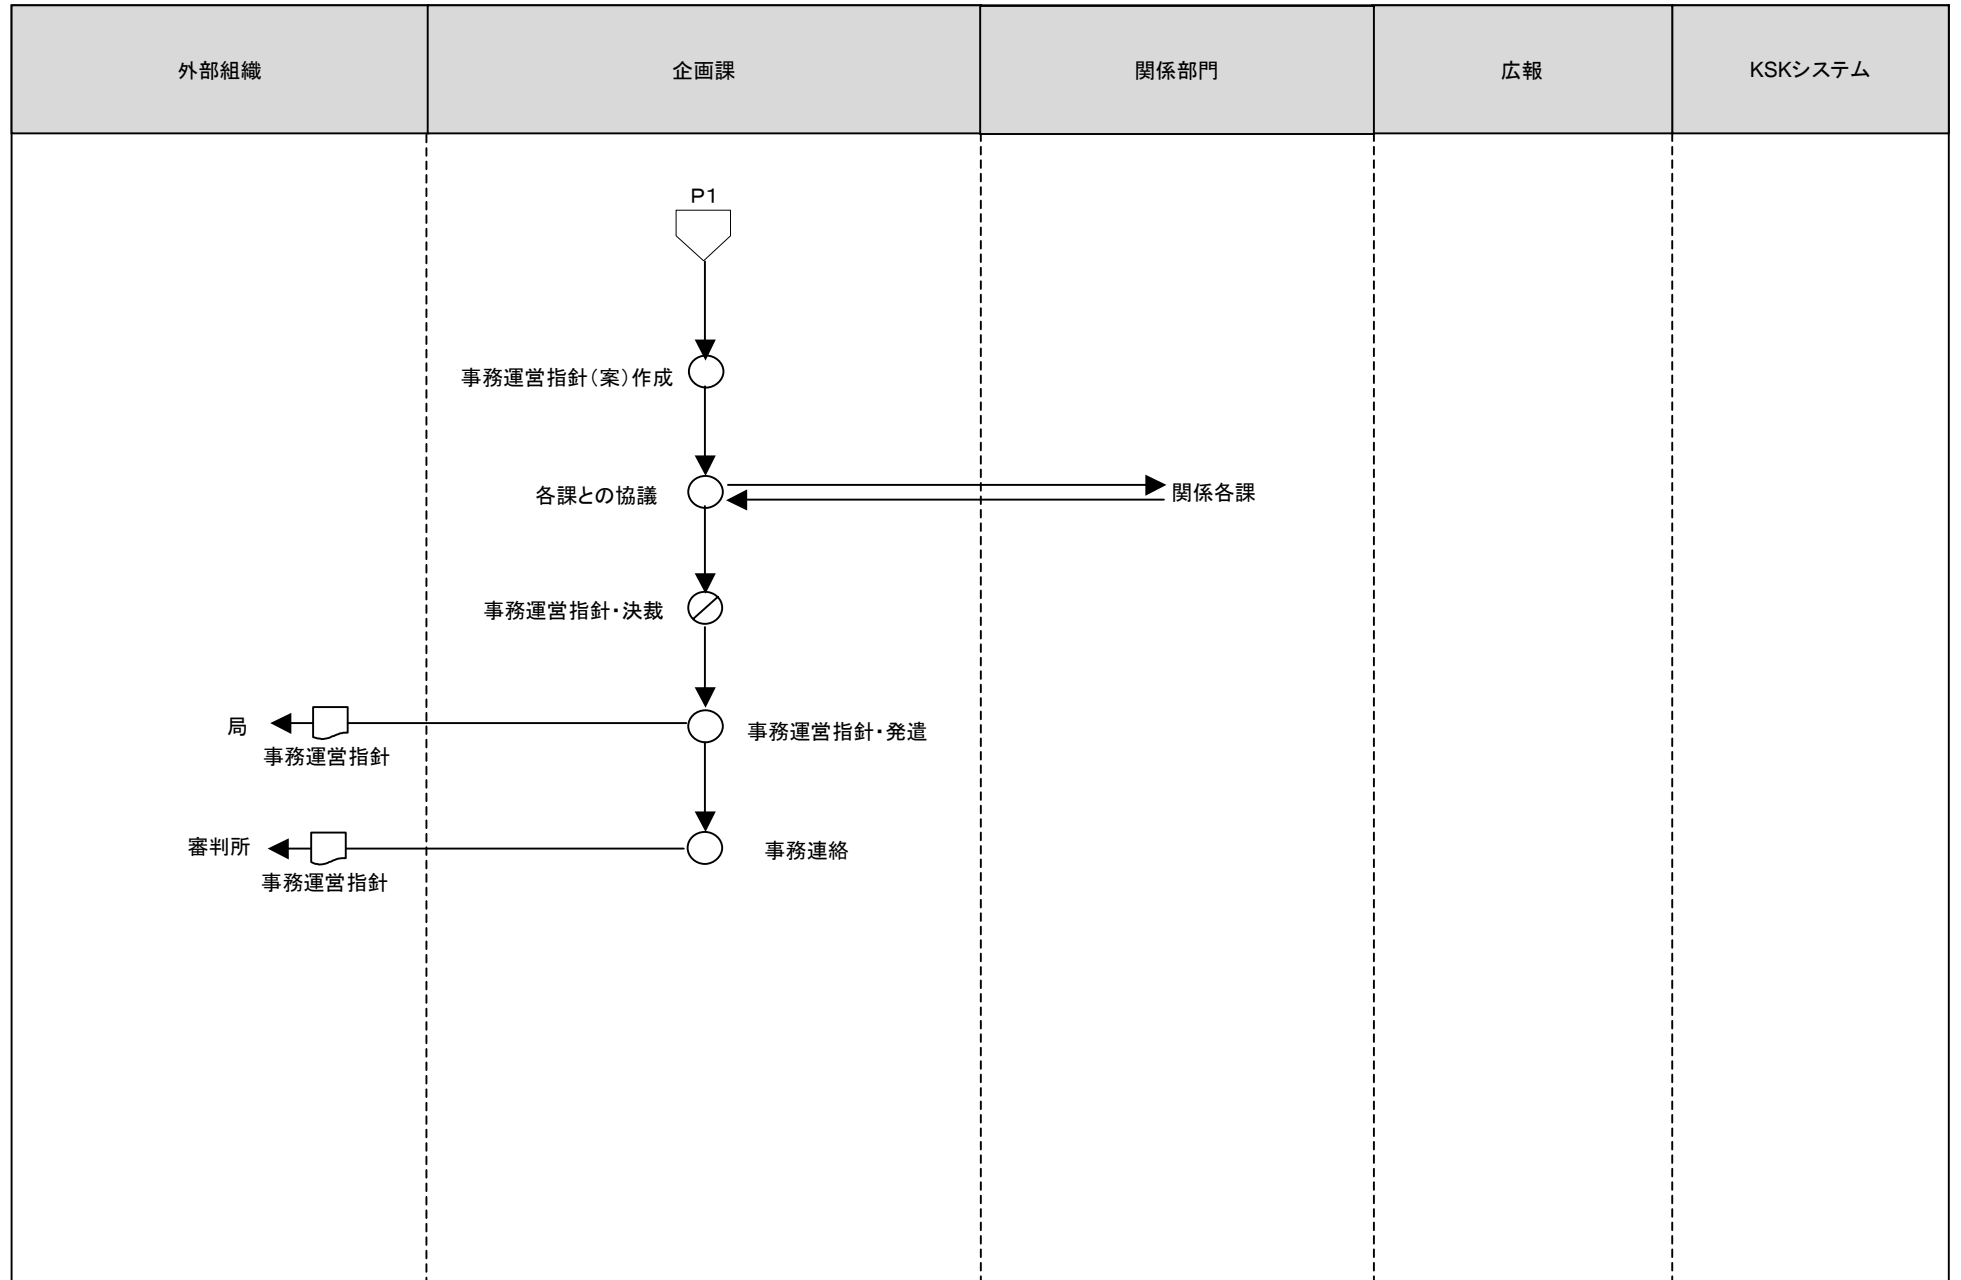 外部組織
企画課
関係部門
広報
KSKシステム
P1
事務運営指針（案）作成
各課との協議
関係各課
事務運営指針・決裁
局
事務運営指針
事務運営指針・発遣
審判所
事務運営指針
事務連絡